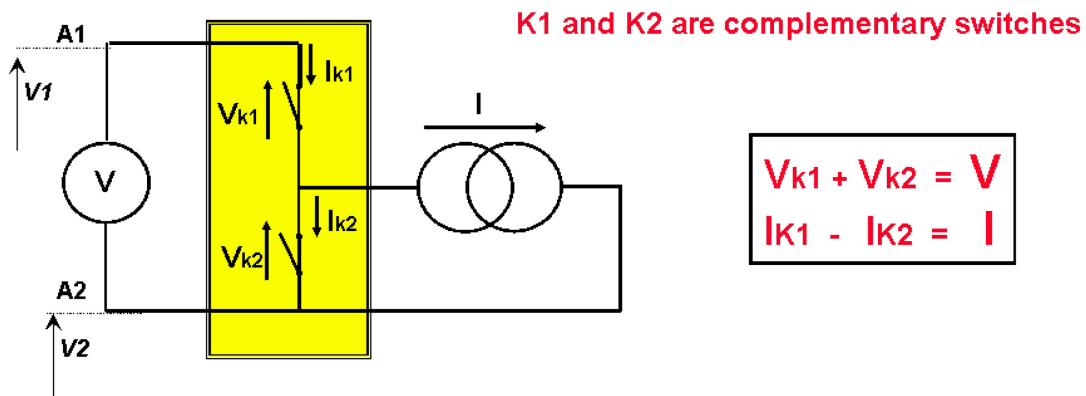 K1 and K2 are complementary switches
A1
V1
Ik1
Vk1
I
V
Vk1 + Vk2 = V
IK1 - IK2 = I
Ik2
Vk2
A2
V2